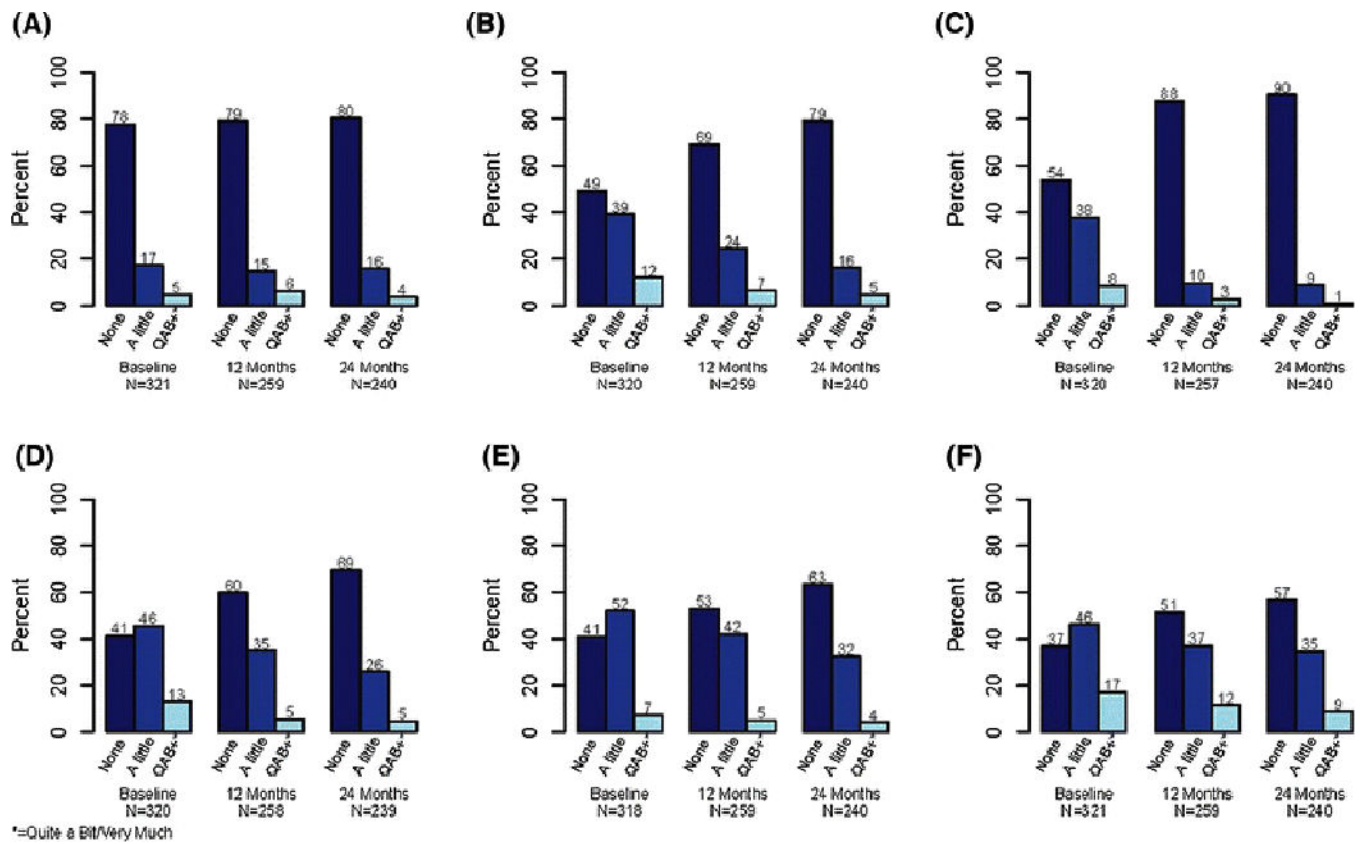 (A) (B) (C)
100 100 100
80 80 80
60 60 60
40 40 40
20 20 20
0 0 0
Percent Percent Percent
78 17 5 79 15 6 80 16 4
49 39 12 69 24 7 79 16 5
54 38 8 88 10 3 90 9 1
None A little QAB+ None A little QAB+ None A little QAB+
None A little QAB+ None A little QAB+ None A little QAB+
None A little QAB+ None A little QAB+ None A little QAB+
Baseline 12 Months 24 Months Baseline 12 Months 24 Months Baseline 12 Months 24 Months
N=321 N=259 N=240 N=320 N=259 N=240 N=320 N=257 N=240
(D) (E) (F)
100 100 100
80 80 80
60 60 60
40 40 40
20 20 20
0 0 0
Percent Percent Percent
41 46 13 60 35 5 69 26 5
41 52 7 53 42 5 63 32 4
37 46 17 51 37 12 57 35 9
None A little QAB+ None A little QAB+ None A little QAB+
None A little QAB+ None A little QAB+ None A little QAB+
None A little QAB+ None A little QAB+ None A little QAB+
Baseline 12 Months 24 Months Baseline 12 Months 24 Months Baseline 12 Months 24 Months
N=320 N=258 N=239 N=318 N=259 N=240 N=321 N=259 N=240
*=Quite a Bit/Very Much